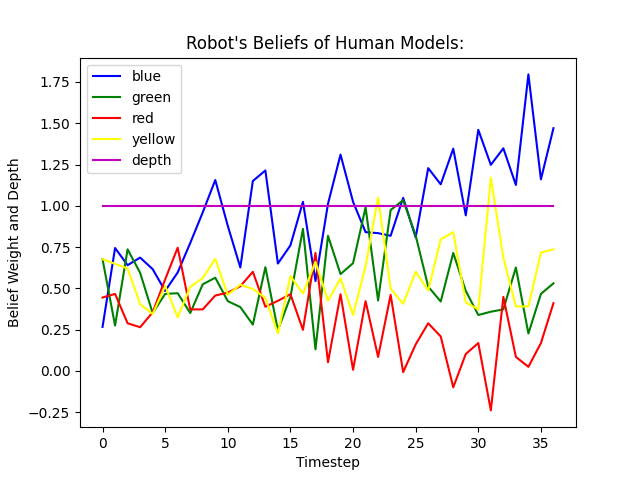 Robot's Beliefs of Human Models:
blue
green
red
yellow
depth
1.75
1.50
1.25
1.00
0.75
0.50
0.25
0.00
−0.25
Belief Weight and Depth
0 5 10 15 20 25 30 35
Timestep